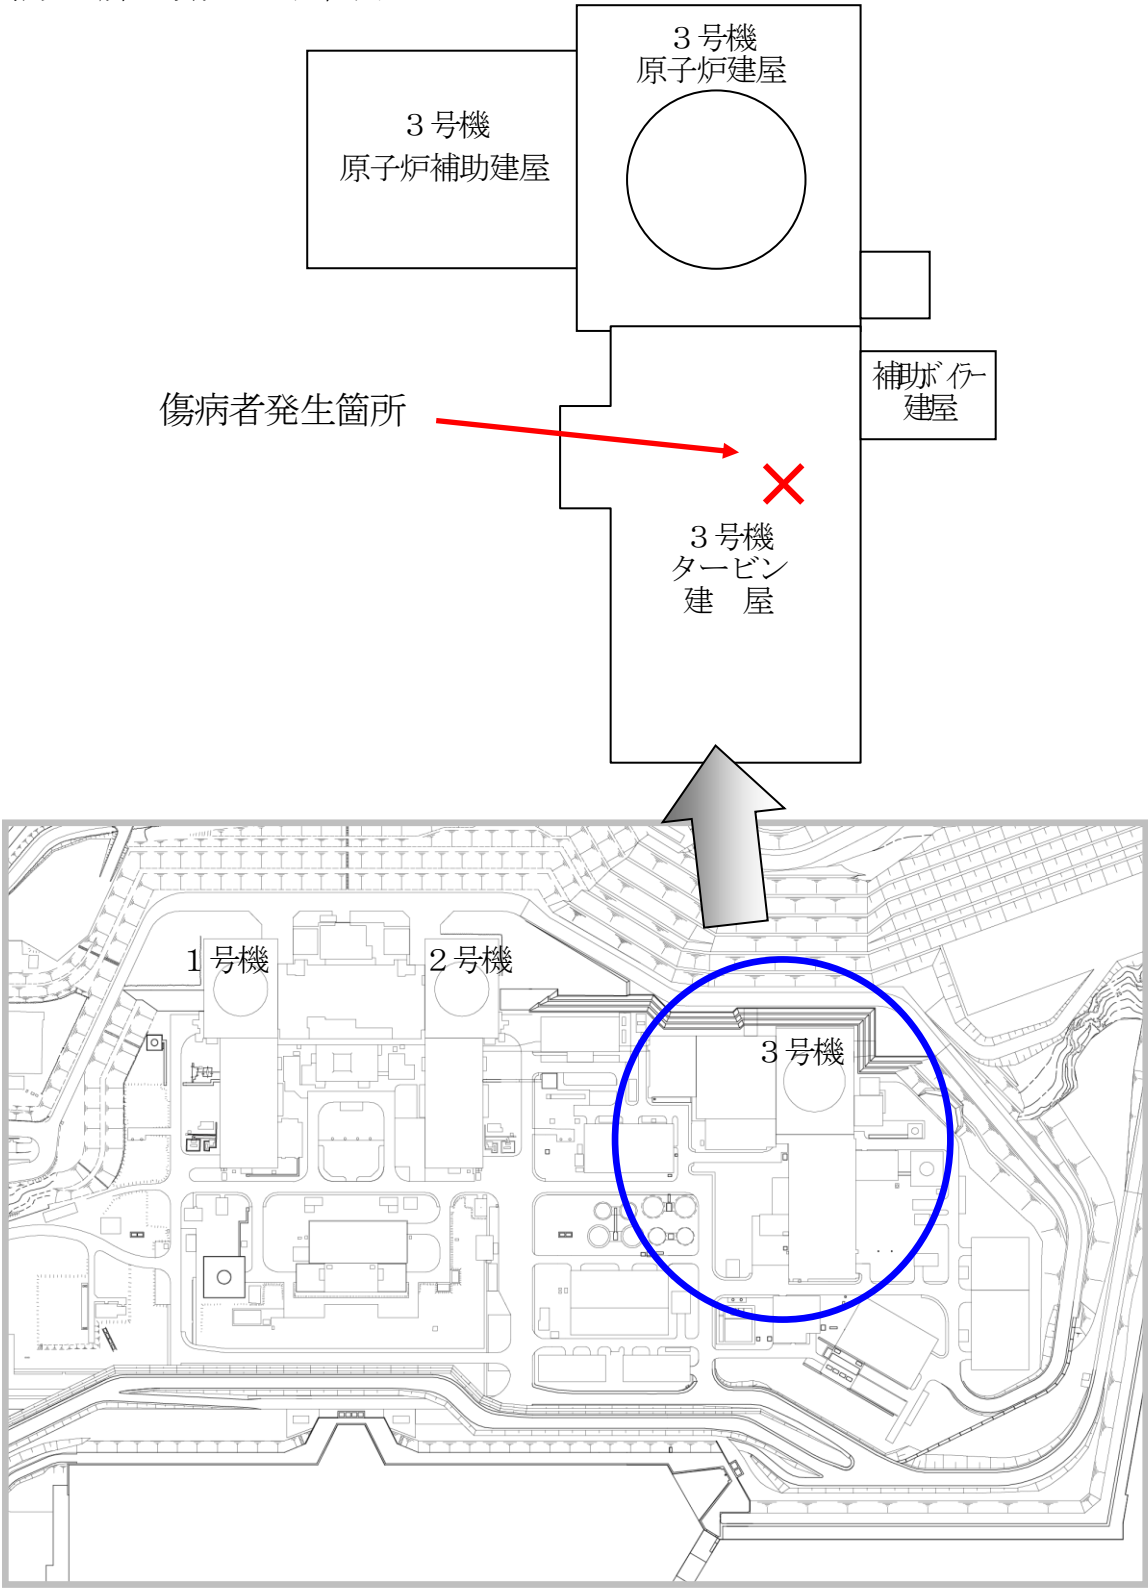 ３号機
原子炉建屋
３号機
原子炉補助建屋
補助ボイラー
建屋
傷病者発生箇所
３号機
タービン
建　屋
１号機
２号機
３号機